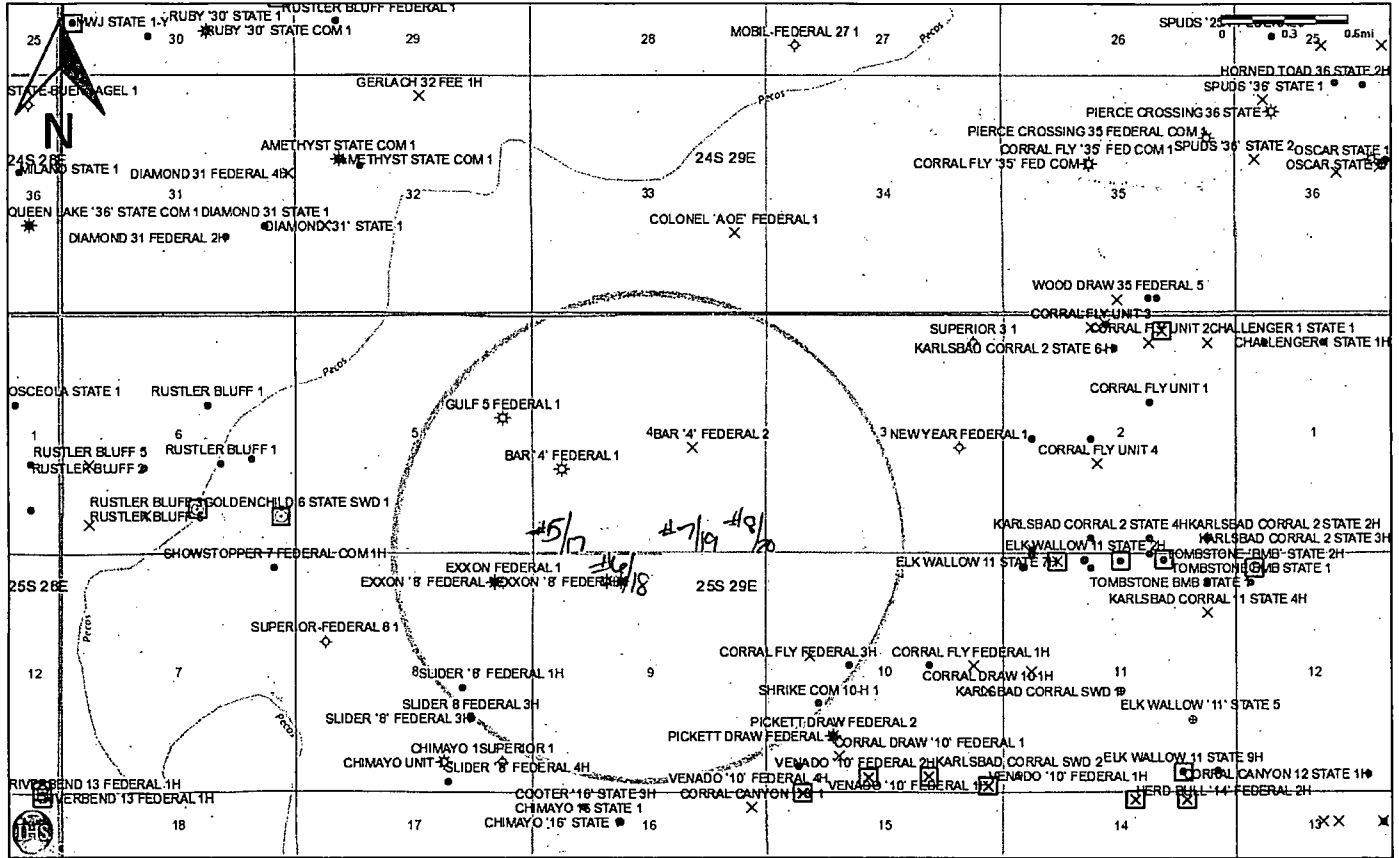 RUSTLER BLUFF FEDERAL 1
RUBY '30' STATE 1
SPUDS '25
WJ STATE 1-Y
RUBY '30' STATE COM 1
MOBIL-FEDERAL 27 1
Pecos
0 0.3 0.6mi
25 30 29 28 27 26 25
HORNED TOAD 36 STATE 2H
GERLACH 32 FEE 1H
SPUDS '36' STATE 1
Pecos
PIERCE CROSSING 36 STATE
N
PIERCE CROSSING 35 FEDERAL COM 1
AMETHYST STATE COM 1
CORRAL FLY '35' FED COM 1
SPUDS '36' STATE 2
OSCAR STATE 1
24S 28E
AMETHYST STATE COM 1
24S 29E
CORRAL FLY '35' FED COM
OSCAR STATE
MILANO STATE 1
DIAMOND 31 FEDERAL 4H
36 31 32 33 34 35 36
QUEEN LAKE '36' STATE COM 1
DIAMOND 31 STATE 1
COLONEL 'AOE' FEDERAL 1
DIAMOND '31' STATE 1
DIAMOND 31 FEDERAL 2H
WOOD DRAW 35 FEDERAL 5
CORRAL FLY UNIT 3
SUPERIOR 3 1
CORRAL FLY UNIT 2
CHALLENGER 1 STATE 1
KARLSBAD CORRAL 2 STATE 6-H
CHALLENGER 1 STATE 1H
Pecos
OSCEOLA STATE 1
RUSTLER BLUFF 1
CORRAL FLY UNIT 1
GULF 5 FEDERAL 1
1 6 5 4 3 2 1
BAR '4' FEDERAL 2
NEW YEAR FEDERAL 1
RUSTLER BLUFF 5
RUSTLER BLUFF 1
CORRAL FLY UNIT 4
RUSTLER BLUFF 2
BAR '4' FEDERAL 1
RUSTLER BLUFF
GOLDENCHILD 6 STATE SWD 1
RUSTLER BLUFF
#5/17
#7/19
#8/20
KARLSBAD CORRAL 2 STATE 4H
KARLSBAD CORRAL 2 STATE 2H
KARLSBAD CORRAL 2 STATE 3H
ELK WALLOW 11 STATE 2H
SHOWSTOPPER 7 FEDERAL COM 1H
TOMBSTONE 'BMB' STATE 2H
EXXON FEDERAL 1
#6/18
ELK WALLOW 11 STATE 7
TOMBSTONE BMB STATE 1
25S 28E
EXXON '8' FEDERAL
EXXON '8' FEDERAL
25S 29E
TOMBSTONE BMB STATE
KARLSBAD CORRAL 11 STATE 4H
Pecos
SUPERIOR-FEDERAL 8 1
CORRAL FLY FEDERAL 3H
CORRAL FLY FEDERAL 1H
12 7 8 9 10 11 12
SLIDER '8' FEDERAL 1H
CORRAL DRAW 10 1H
SHRIKE COM 10-H 1
KARLSBAD CORRAL SWD 1
SLIDER 8 FEDERAL 3H
ELK WALLOW '11' STATE 5
SLIDER '8' FEDERAL 3H
PICKETT DRAW FEDERAL 2
Pecos
PICKETT DRAW FEDERAL
CORRAL DRAW '10' FEDERAL 1
CHIMAYO 1
SUPERIOR 1
CHIMAYO UNIT
SLIDER '8' FEDERAL 4H
VENADO '10' FEDERAL 2H
KARLSBAD CORRAL SWD 2
ELK WALLOW 11 STATE 9H
VENADO '10' FEDERAL 4H
VENADO '10' FEDERAL 1H
CORRAL CANYON 12 STATE 1H
RIVERBEND 13 FEDERAL 1H
VENADO '10' FEDERAL 1
COOTER '16' STATE 3H
CORRAL CANYON
HERD BULL '14' FEDERAL 2H
RIVERBEND '13 FEDERAL 1H
CHIMAYO 16 STATE 1
CHIMAYO '16' STATE
18 17 16 15 14 13
IHS